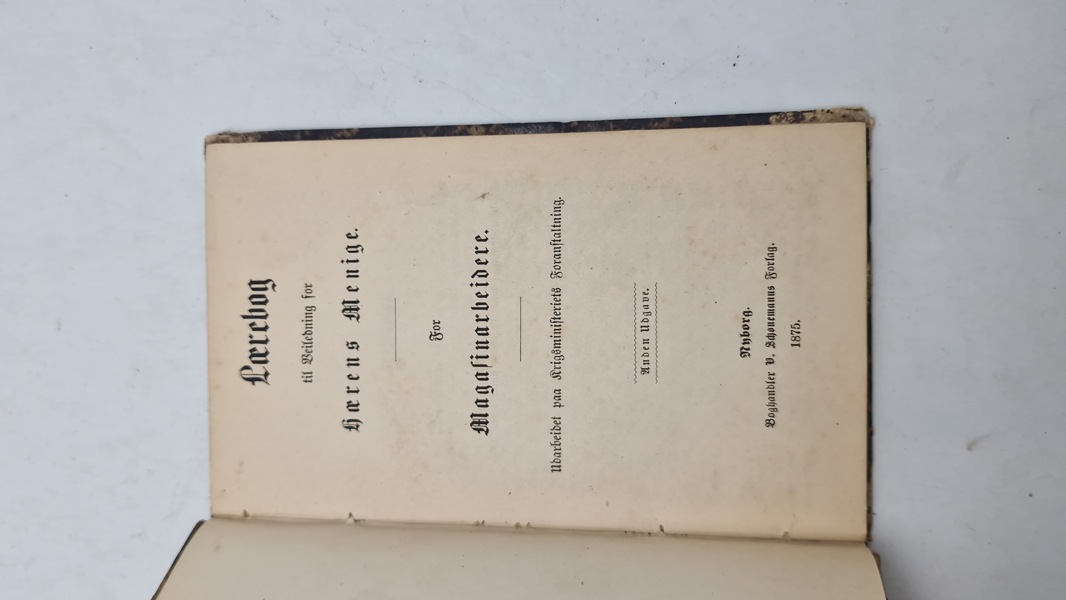 Lærebog
til Veiledning for
Hærens Menige.
For
Magasinarbeidere.
Udarbeidet paa Krigsministeriets Foranstaltning.
Anden Udgave.
Nyborg.
Boghandler V. Schønemanns Forlag.
1875.